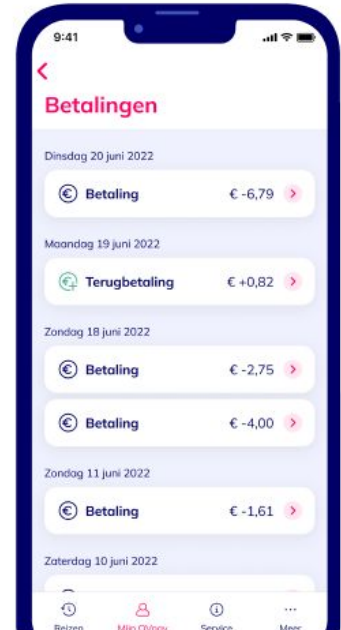 9:41
Betalingen
Dinsdag 20 juni 2022
Betaling € -6,79
Maandag 19 juni 2022
Terugbetaling € +0,82
Zondag 18 juni 2022
Betaling € -2,75
Betaling € -4,00
Zondag 11 juni 2022
Betaling € -1,61
Zaterdag 10 juni 2022
Reizen Mijn OVpay Service Meer